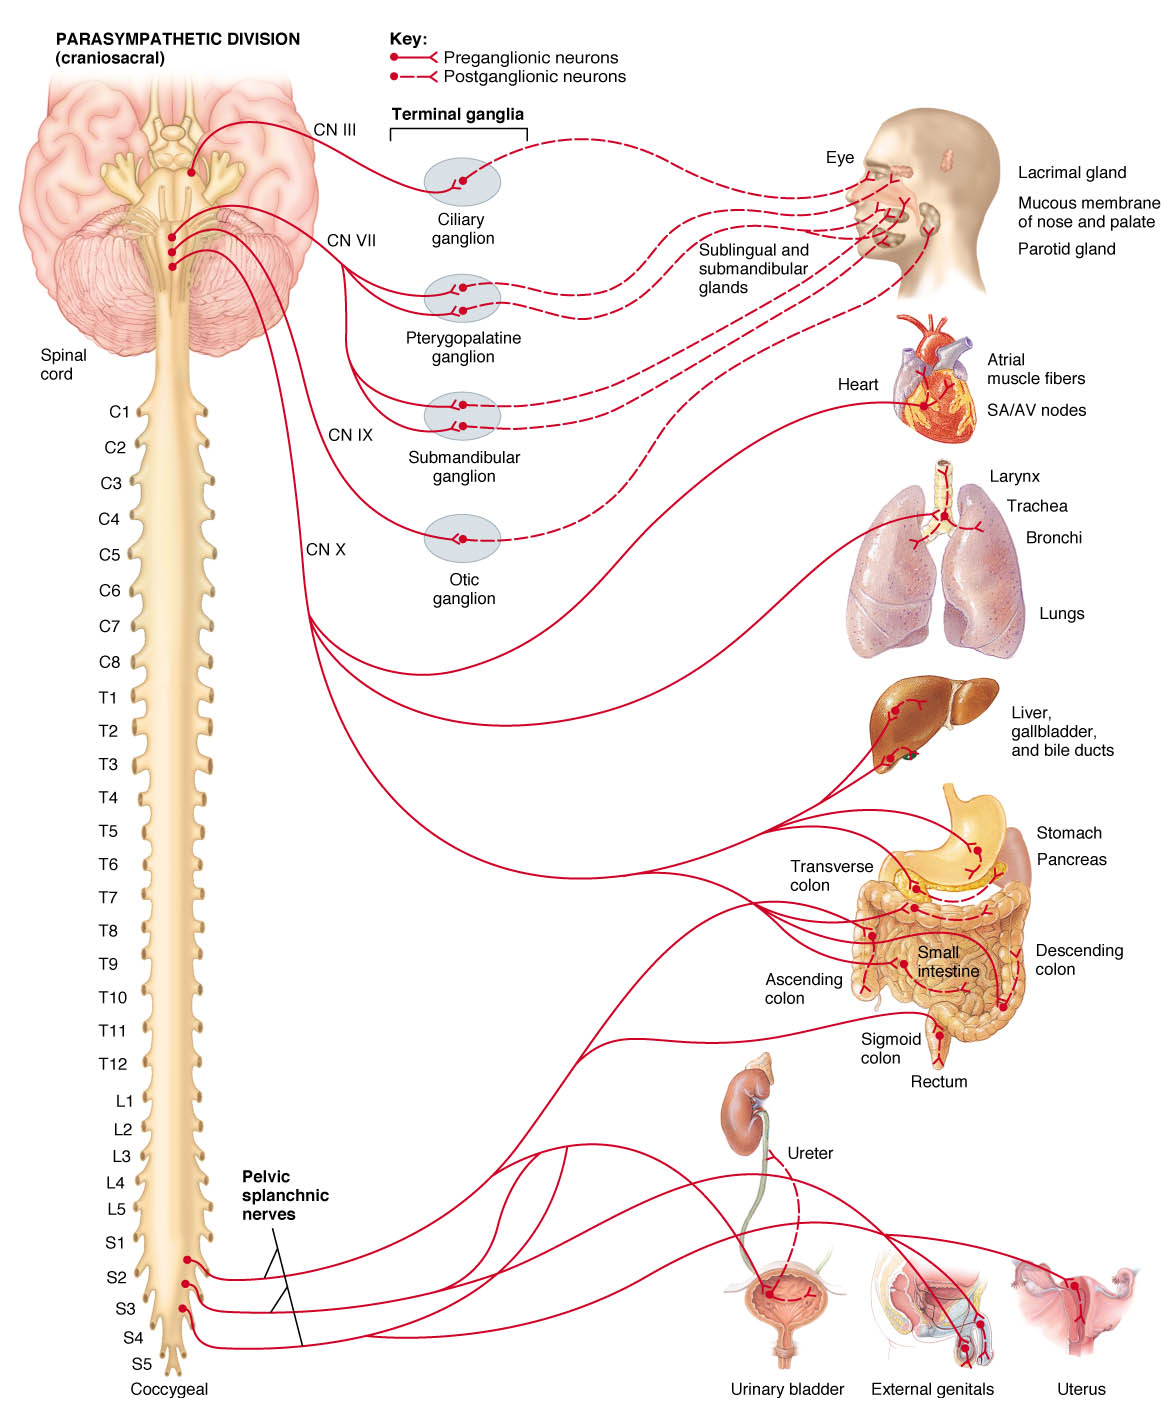 PARASYMPATHETIC DIVISION
(craniosacral)
Key:
Preganglionic neurons
Postganglionic neurons
Terminal ganglia
CN III
Ciliary
ganglion
CN VII
Pterygopalatine
ganglion
Submandibular
ganglion
CN IX
Otic
ganglion
CN X
Eye
Lacrimal gland
Mucous membrane
of nose and palate
Parotid gland
Sublingual and
submandibular
glands
Heart
Atrial
muscle fibers
SA/AV nodes
Larynx
Trachea
Bronchi
Lungs
Liver,
gallbladder,
and bile ducts
Stomach
Pancreas
Transverse
colon
Small
intestine
Descending
colon
Ascending
colon
Sigmoid
colon
Rectum
Ureter
Urinary bladder
External genitals
Uterus
Spinal
cord
C1
C2
C3
C4
C5
C6
C7
C8
T1
T2
T3
T4
T5
T6
T7
T8
T9
T10
T11
T12
L1
L2
L3
L4
L5
S1
S2
S3
S4
S5
Coccygeal
Pelvic
splanchnic
nerves